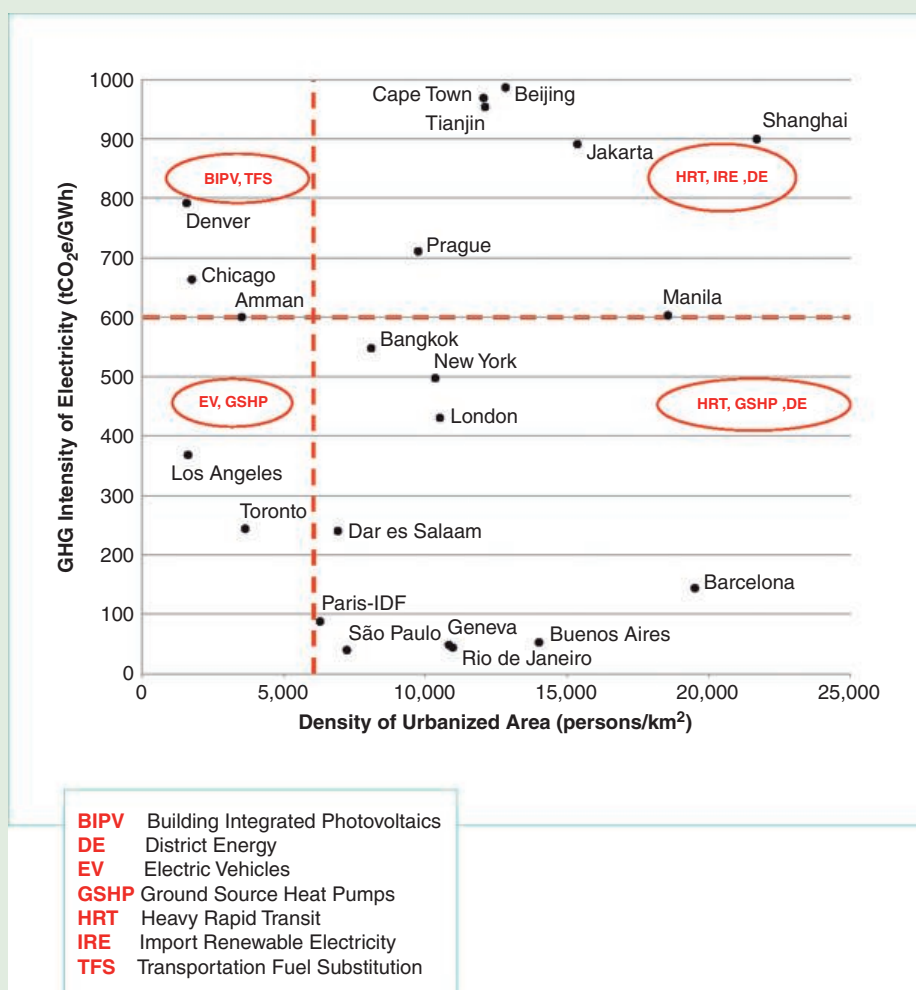 GHG Intensity of Electricity (tCO₂e/GWh)
1000
900
800
700
600
500
400
300
200
100
0
Cape Town
Beijing
Tianjin
Shanghai
Jakarta
BIPV, TFS
HRT, IRE ,DE
Denver
Prague
Chicago
Amman
Manila
Bangkok
New York
EV, GSHP
HRT, GSHP ,DE
London
Los Angeles
Toronto
Dar es Salaam
Barcelona
Paris-IDF
São Paulo
Geneva
Buenos Aires
Rio de Janeiro
0 5,000 10,000 15,000 20,000 25,000
Density of Urbanized Area (persons/km²)
BIPV Building Integrated Photovoltaics
DE District Energy
EV Electric Vehicles
GSHP Ground Source Heat Pumps
HRT Heavy Rapid Transit
IRE Import Renewable Electricity
TFS Transportation Fuel Substitution